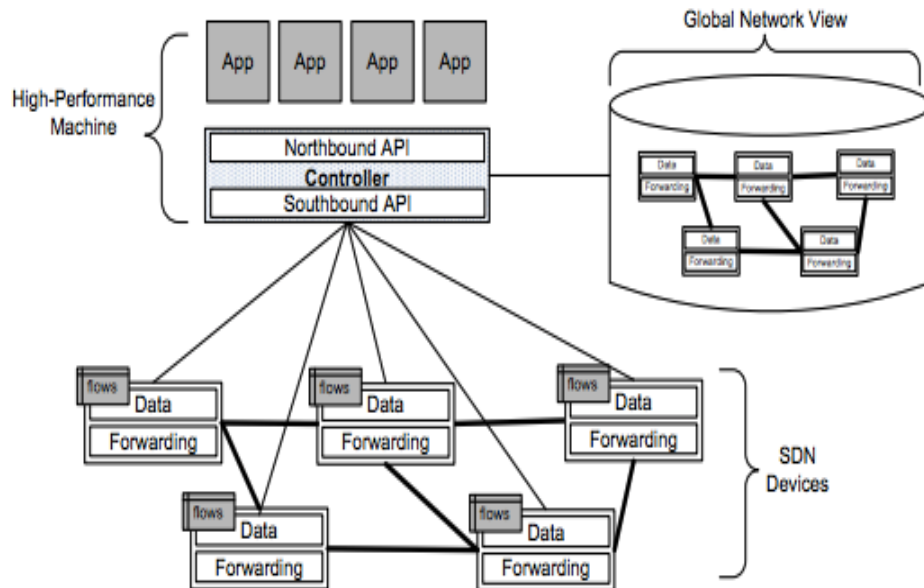 Global Network View
App App App App
High-Performance
Machine
Northbound API
Controller
Southbound API
Data Data Data
Forwarding Forwarding Forwarding
Data Data
Forwarding Forwarding
flows flows flows
Data Data Data
Forwarding Forwarding Forwarding
SDN
Devices
flows flows
Data Data
Forwarding Forwarding